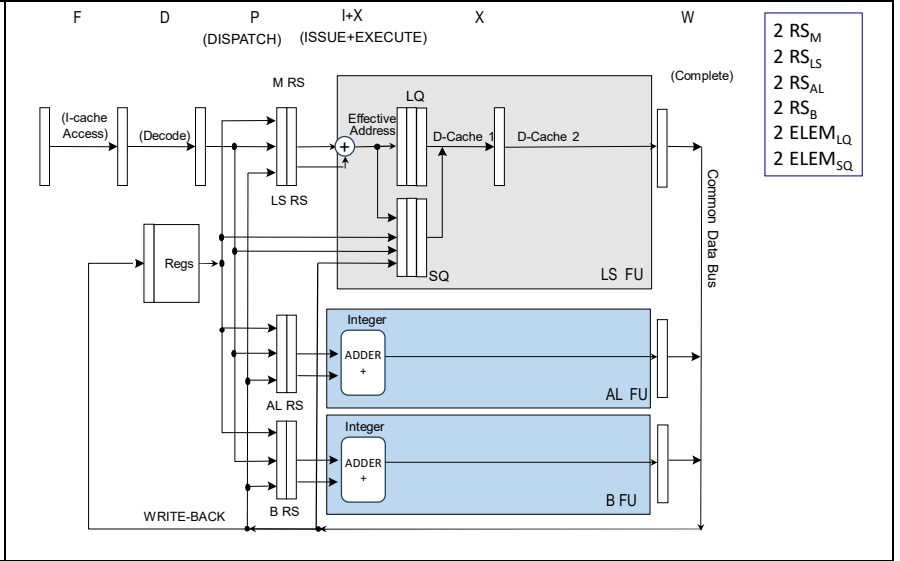 F D P I+X X W
(DISPATCH) (ISSUE+EXECUTE)
2 RS_M
2 RS_LS
2 RS_AL
2 RS_B
2 ELEM_LQ
2 ELEM_SQ
(Complete)
M RS
LQ
(I-cache
Access)
(Decode)
Effective
Address
D-Cache 1
D-Cache 2
LS RS
Common Data Bus
Regs
SQ
LS FU
Integer
ADDER
+
AL RS
AL FU
Integer
ADDER
+
B RS
B FU
WRITE-BACK
+